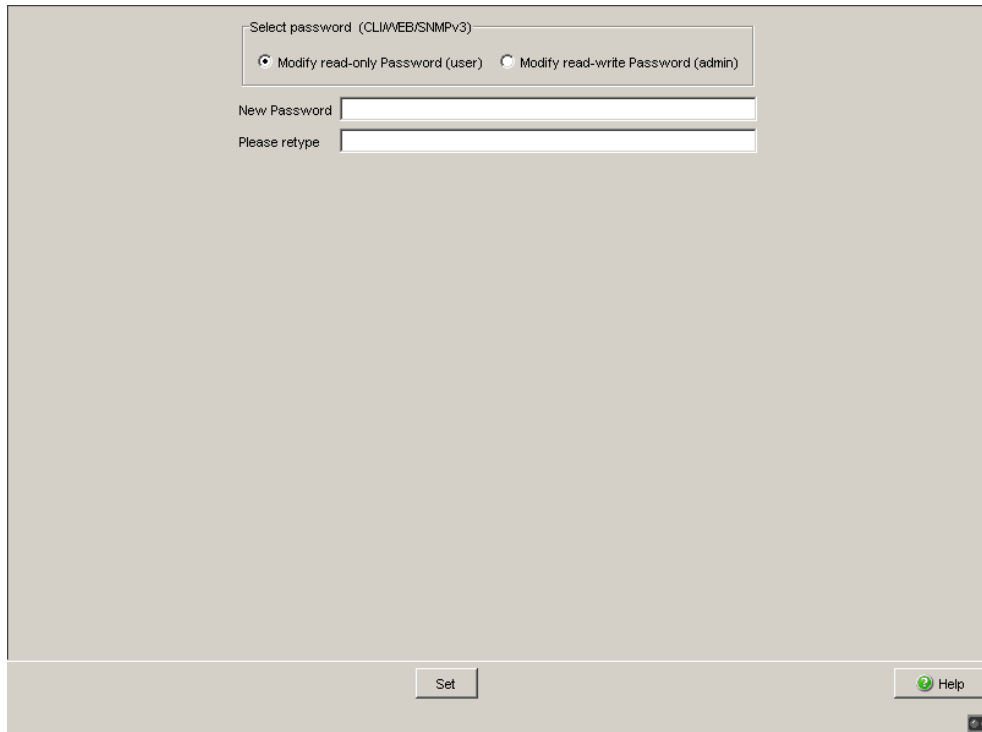 Select password (CLI/WEB/SNMPv3)
Modify read-only Password (user) Modify read-write Password (admin)
New Password
Please retype
Set Help